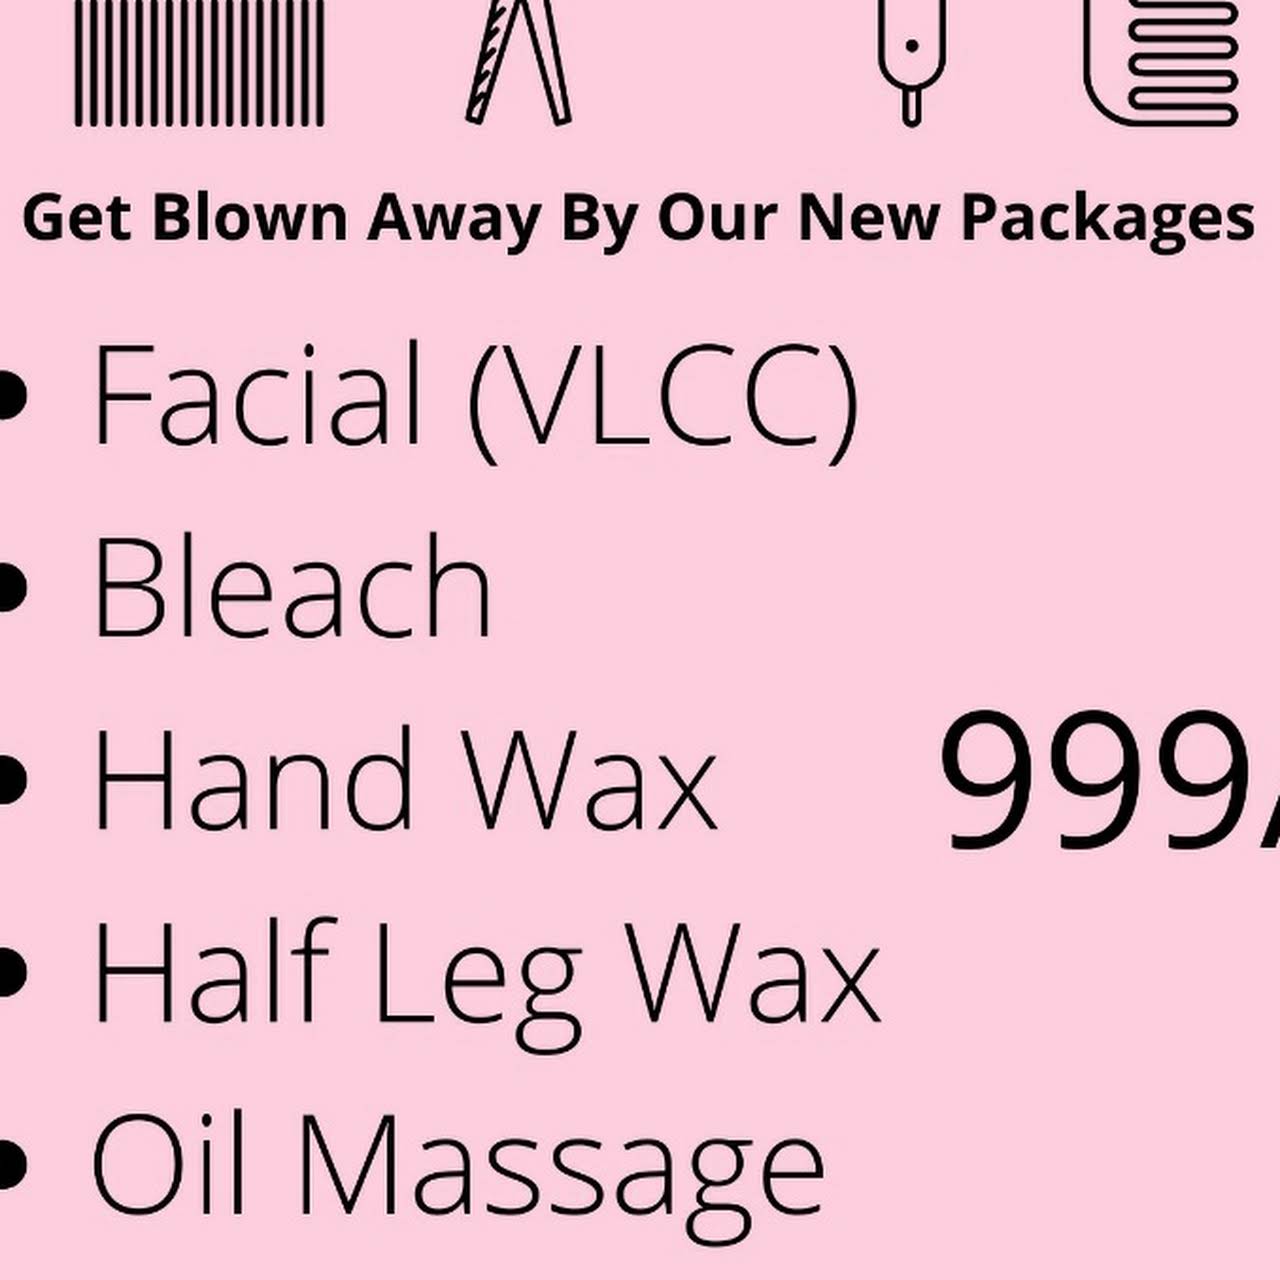 Get Blown Away By Our New Packages
• Facial (VLCC)
• Bleach
• Hand Wax 999/
• Half Leg Wax
• Oil Massage